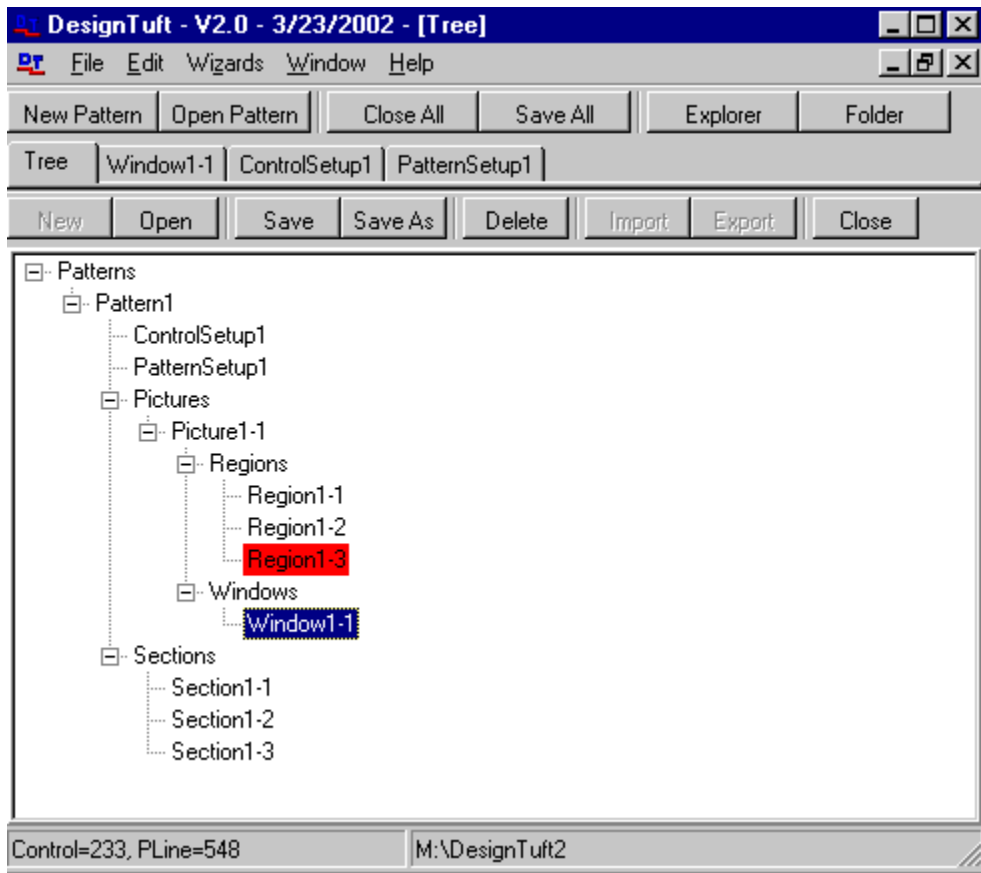 DT DesignTuft - V2.0 - 3/23/2002 - [Tree]
DT File Edit Wizards Window Help
New Pattern Open Pattern Close All Save All Explorer Folder
Tree Window1-1 ControlSetup1 PatternSetup1
New Open Save Save As Delete Import Export Close
Patterns
Pattern1
ControlSetup1
PatternSetup1
Pictures
Picture1-1
Regions
Region1-1
Region1-2
Region1-3
Windows
Window1-1
Sections
Section1-1
Section1-2
Section1-3
Control=233, PLine=548 M:\DesignTuft2